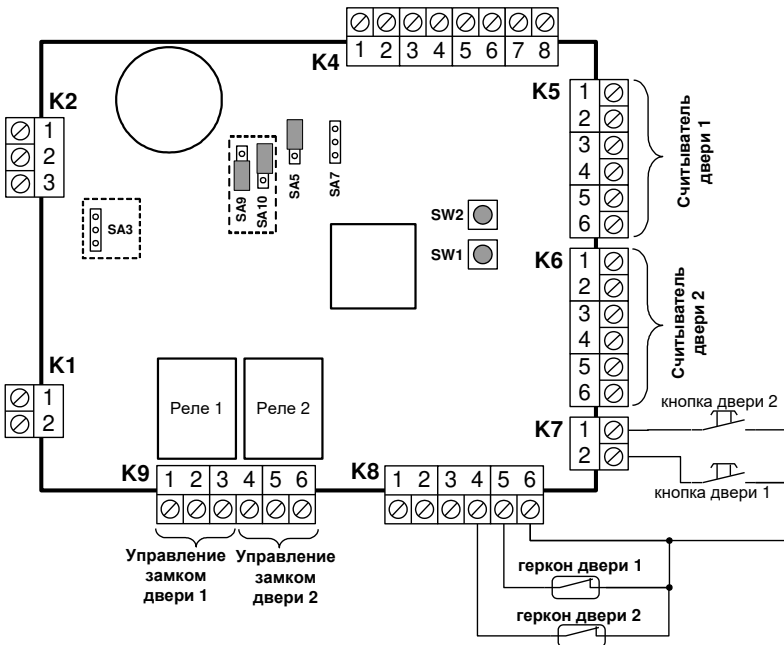 K4
1 2 3 4 5 6 7 8
K2
1
2
3
K5
1
2
3
4
5
6
Считыватель
двери 1
SA9
SA10
SA5
SA7
SA3
SW2
SW1
K6
1
2
3
4
5
6
Считыватель
двери 2
K1
1
2
Реле 1
Реле 2
K7
1
2
кнопка двери 2
кнопка двери 1
K9
1 2 3 4 5 6
K8
1 2 3 4 5 6
Управление
замком
двери 1
Управление
замком
двери 2
геркон двери 1
геркон двери 2